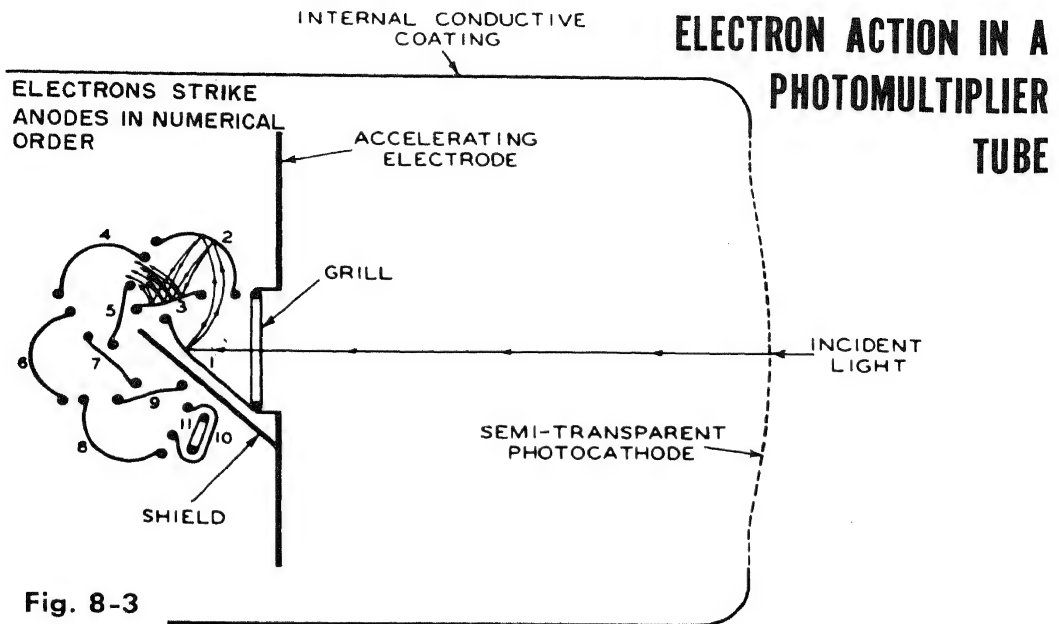 INTERNAL CONDUCTIVE
COATING
ELECTRON ACTION IN A
PHOTOMULTIPLIER
TUBE
ELECTRONS STRIKE
ANODES IN NUMERICAL
ORDER
ACCELERATING
ELECTRODE
4
2
GRILL
3
5
6
7
1
INCIDENT
LIGHT
9
11
10
8
SEMI-TRANSPARENT
PHOTOCATHODE
SHIELD
Fig. 8-3